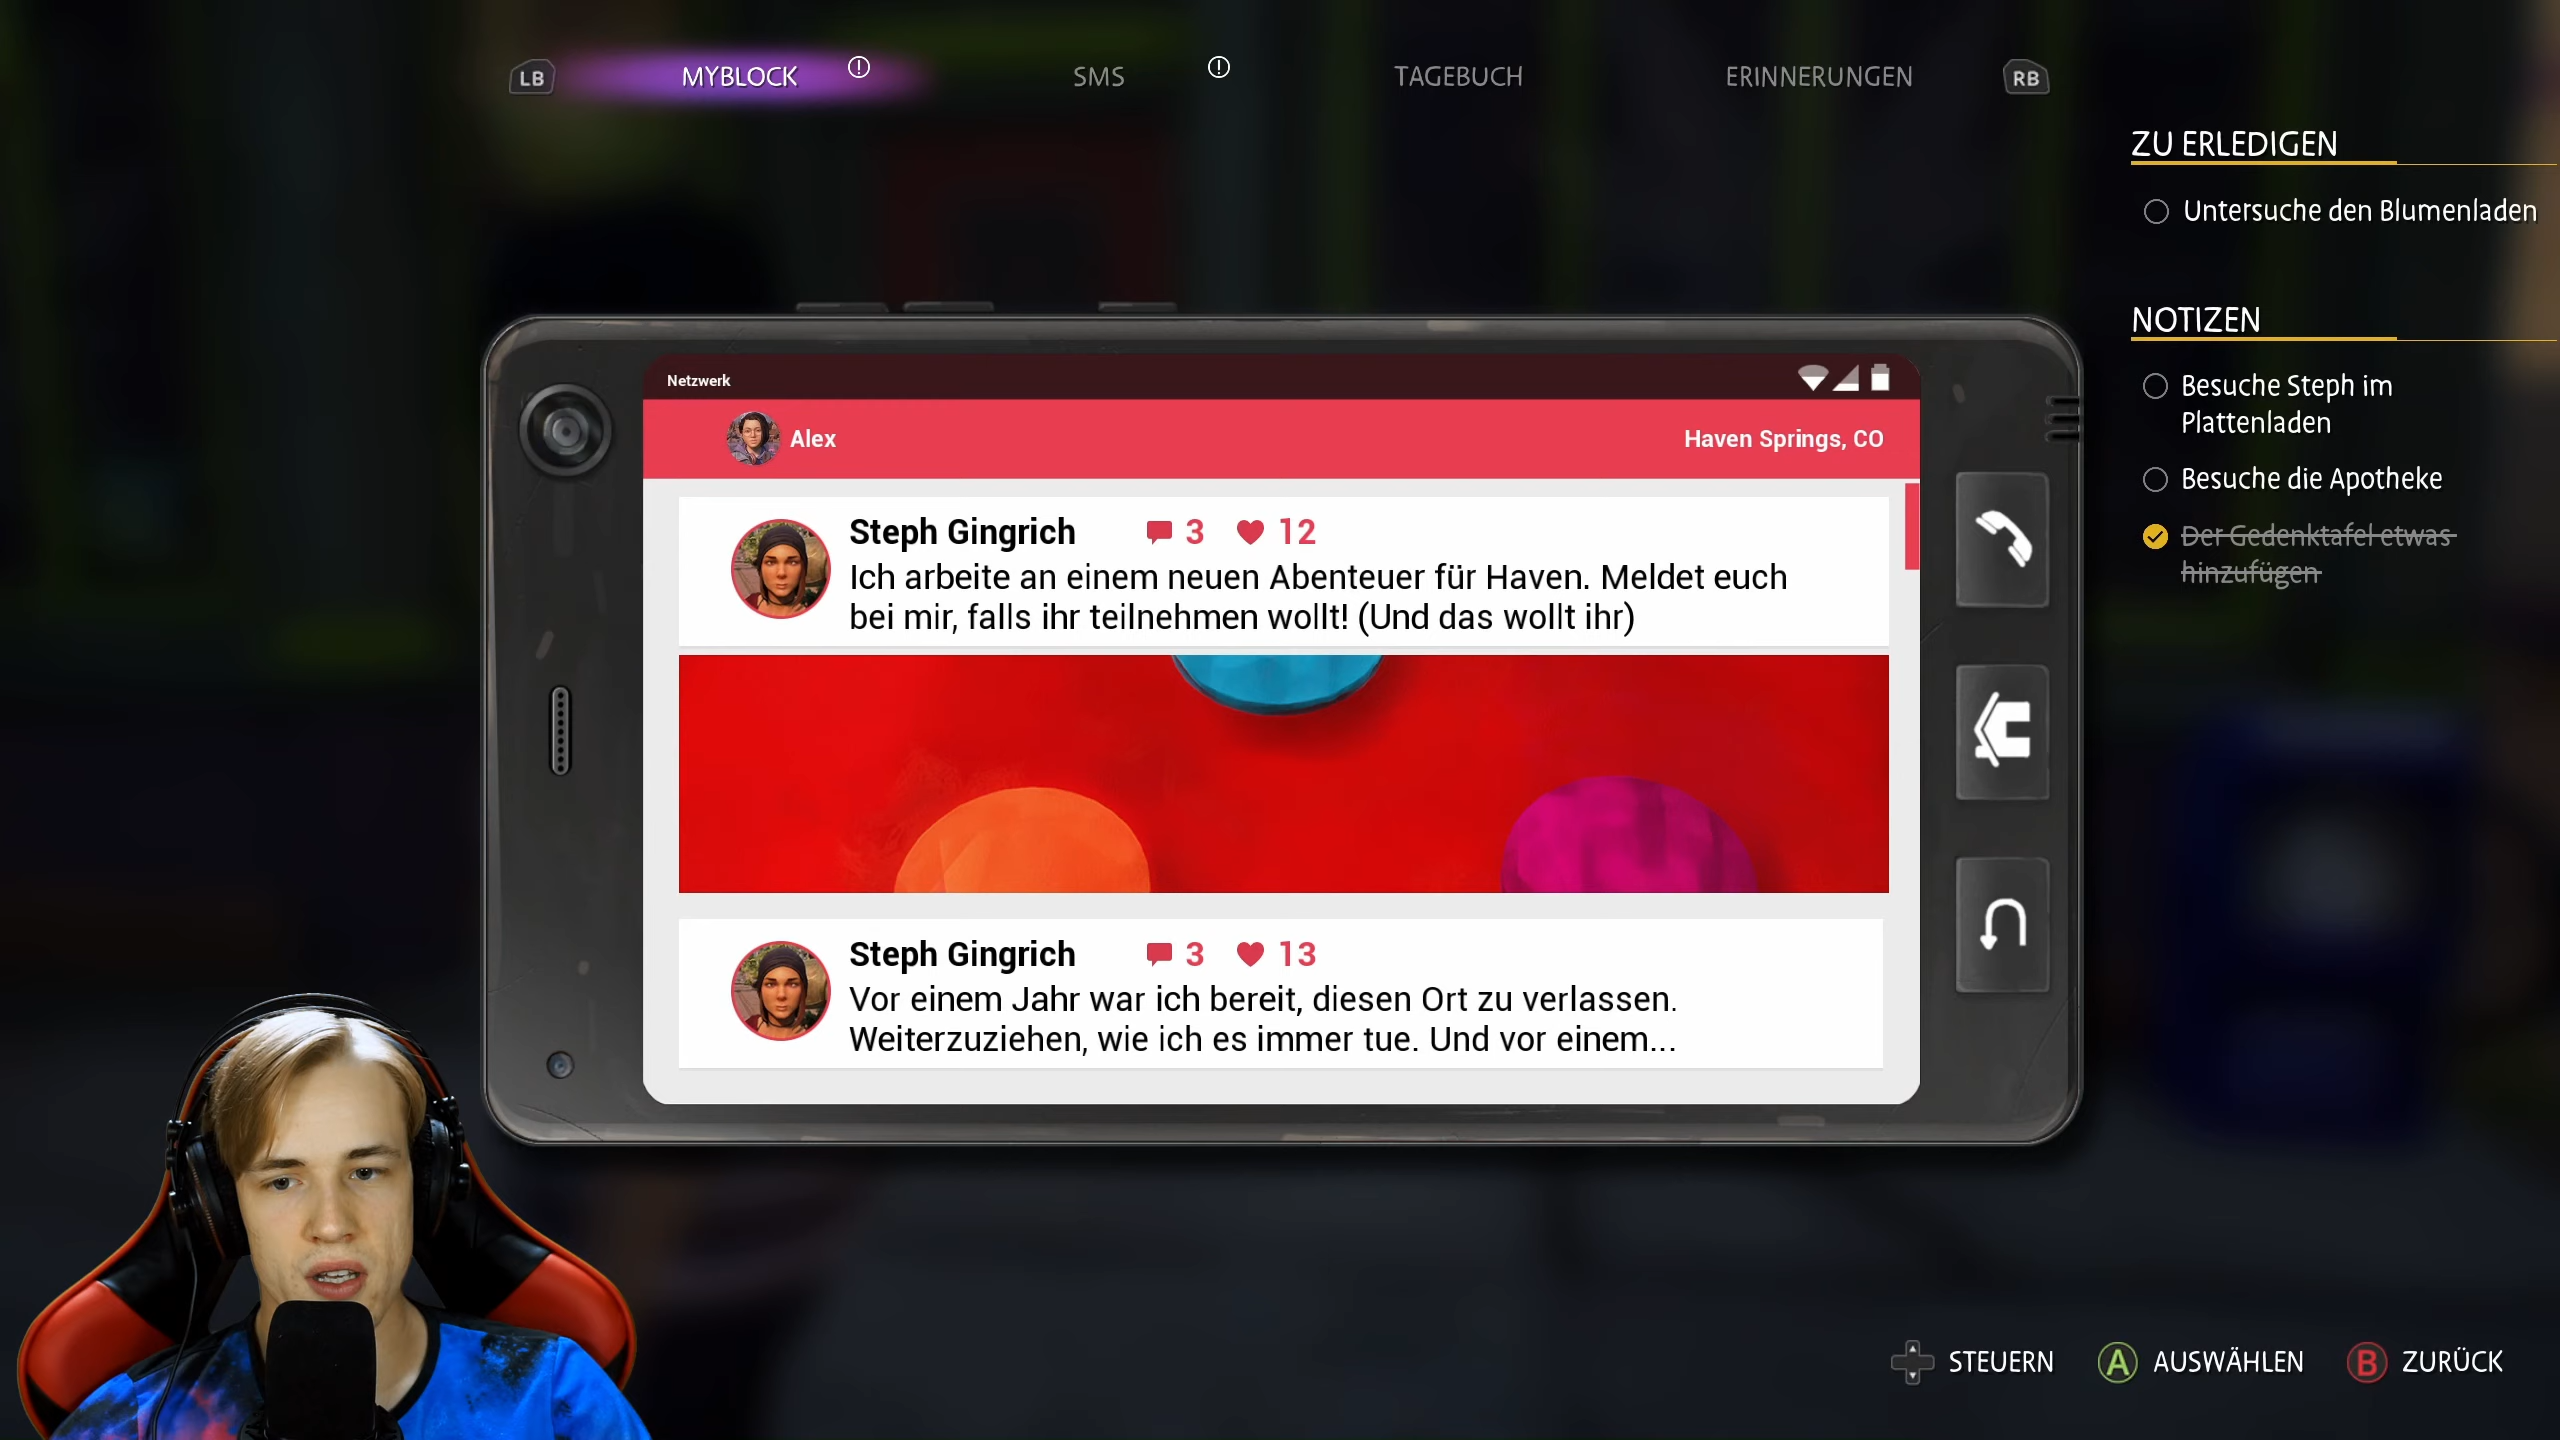 LB
MYBLOCK
SMS
TAGEBUCH
ERINNERUNGEN
RB
ZU ERLEDIGEN
Untersuche den Blumenladen
NOTIZEN
Besuche Steph im
Plattenladen
Besuche die Apotheke
Der Gedenktafel etwas
hinzufügen
Netzwerk
Alex
Haven Springs, CO
Steph Gingrich 3 12
Ich arbeite an einem neuen Abenteuer für Haven. Meldet euch
bei mir, falls ihr teilnehmen wollt! (Und das wollt ihr)
Steph Gingrich 3 13
Vor einem Jahr war ich bereit, diesen Ort zu verlassen.
Weiterzuziehen, wie ich es immer tue. Und vor einem...
STEUERN
A AUSWÄHLEN
B ZURÜCK